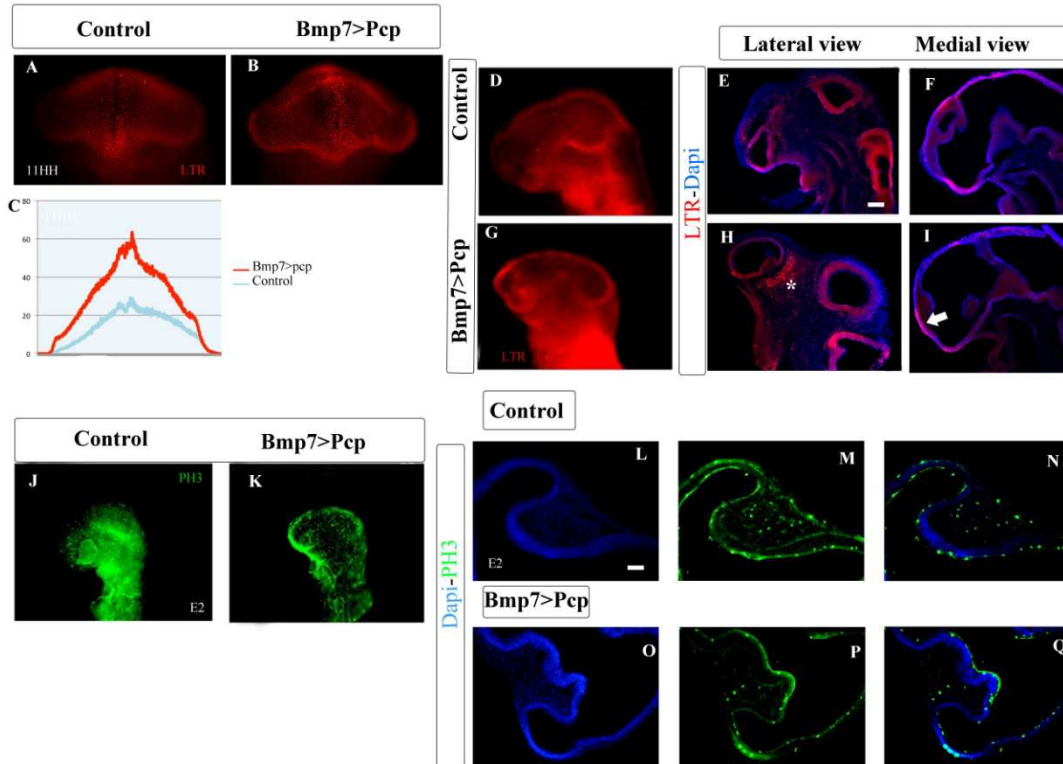 Control Bmp7>Pcp
A
B
11HH
LTR
C
80
60
40
20
0
Bmp7>pcp
Control
Control
Bmp7>Pcp
D
G
LTR
LTR-Dapi
Lateral view Medial view
E
F
H
*
I
Control Bmp7>Pcp
J
PH3
E2
K
Dapi-PH3
Control
L
E2
M
N
Bmp7>Pcp
O
P
Q